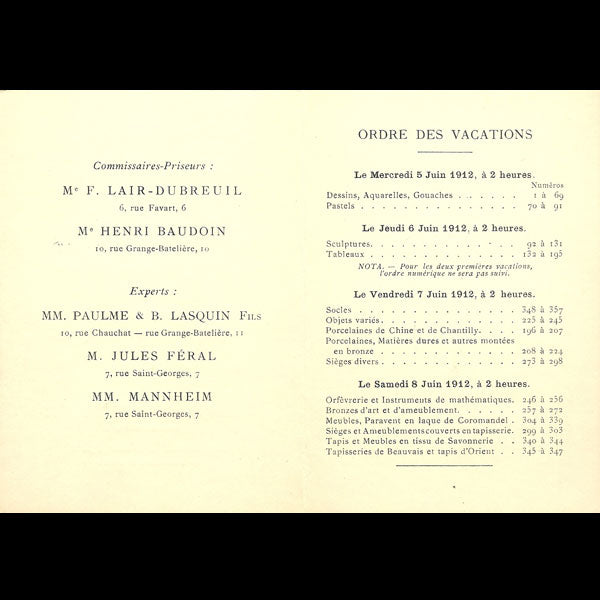 Commissaires-Priseurs :
Me F. LAIR-DUBREUIL
6, rue Favart, 6
Me HENRI BAUDOIN
10, rue Grange-Batelière, 10
Experts :
MM. PAULME & B. LASQUIN Fils
10, rue Chauchat — rue Grange-Batelière, 11
M. JULES FÉRAL
7, rue Saint-Georges, 7
MM. MANNHEIM
7, rue Saint-Georges, 7
ORDRE DES VACATIONS
Le Mercredi 5 Juin 1912, à 2 heures.
Numéros
Dessins, Aquarelles, Gouaches . . . . . . 1 à 69
Pastels . . . . . . . . . . . . . . 70 à 91
Le Jeudi 6 Juin 1912, à 2 heures.
Sculptures. . . . . . . . . . . . . 92 à 131
Tableaux . . . . . . . . . . . . . 132 à 195
NOTA. — Pour les deux premières vacations,
l'ordre numérique ne sera pas suivi.
Le Vendredi 7 Juin 1912, à 2 heures.
Socles . . . . . . . . . . . . . . 348 à 357
Objets variés. . . . . . . . . . . . 225 à 245
Porcelaines de Chine et de Chantilly. . . . 196 à 207
Porcelaines, Matières dures et autres montées
en bronze . . . . . . . . . . . . 208 à 224
Sièges divers . . . . . . . . . . . . 273 à 298
Le Samedi 8 Juin 1912, à 2 heures.
Orfèvrerie et Instruments de mathématiques. 246 à 256
Bronzes d'art et d'ameublement. . . . . . 257 à 272
Meubles, Paravent en laque de Coromandel . 304 à 339
Sièges et Ameublements couverts en tapisserie. 299 à 303
Tapis et Meubles en tissu de Savonnerie . . 340 à 344
Tapisseries de Beauvais et tapis d'Orient . . 345 à 347